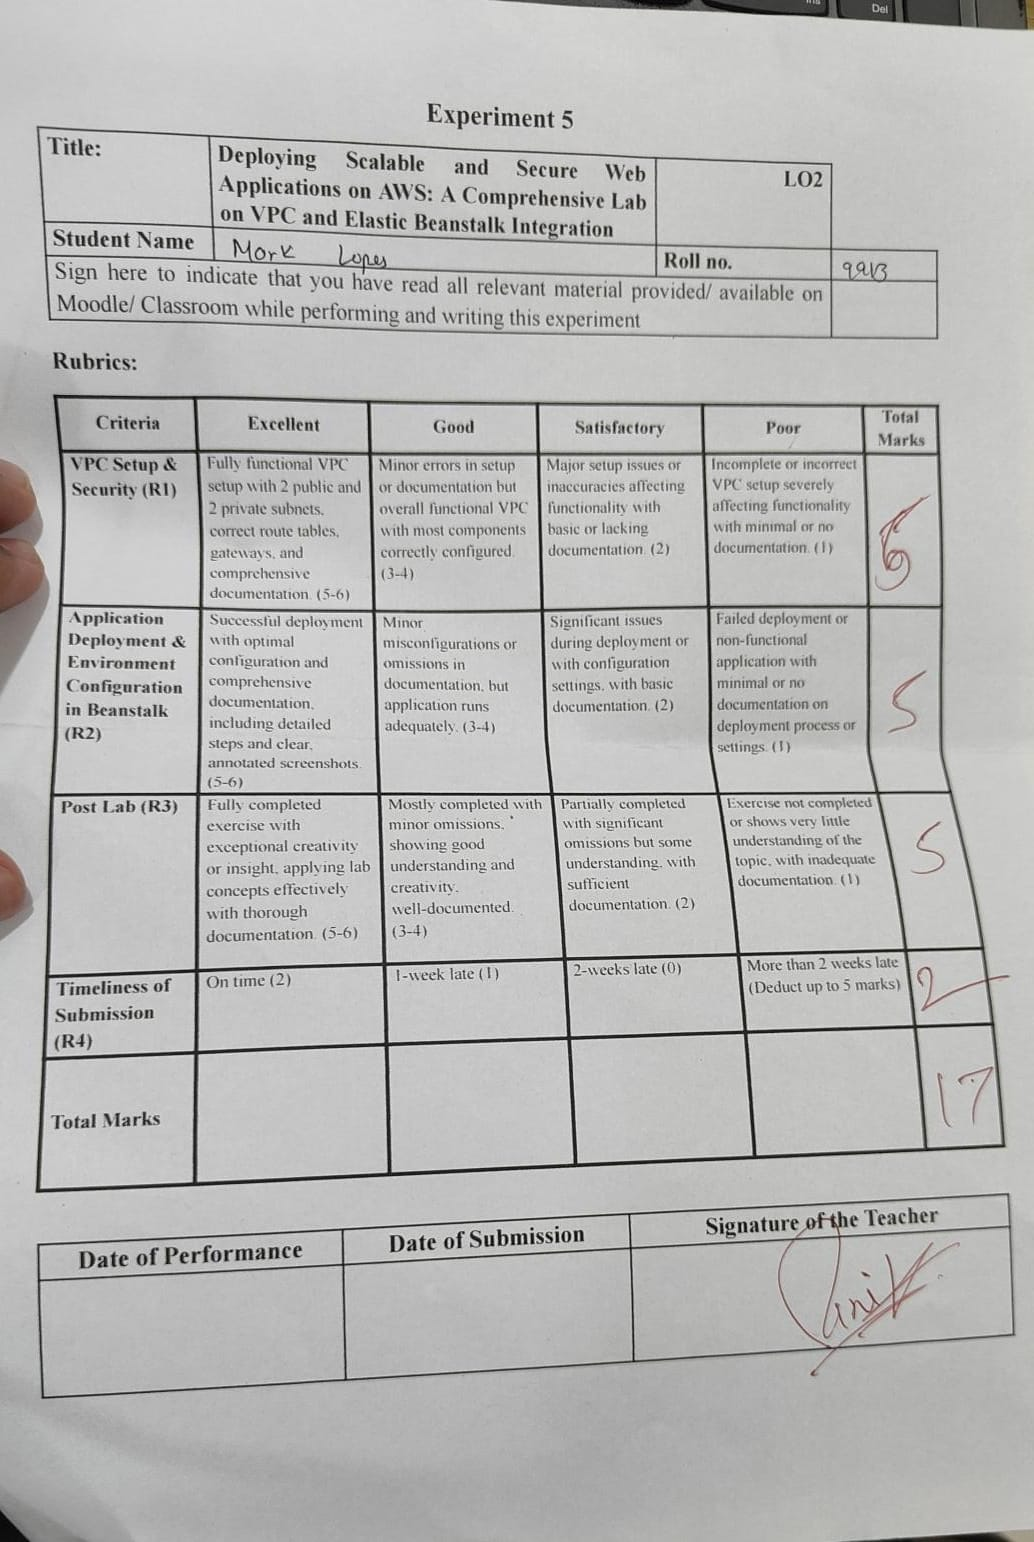 Del
Experiment 5
Title:
Deploying Scalable and Secure Web
Applications on AWS: A Comprehensive Lab
on VPC and Elastic Beanstalk Integration
LO2
Student Name
Mark Lopes
Roll no.
9913
Sign here to indicate that you have read all relevant material provided/ available on
Moodle/ Classroom while performing and writing this experiment
Rubrics:
Criteria
Excellent
Good
Satisfactory
Poor
Total
Marks
VPC Setup &
Security (R1)
Fully functional VPC
setup with 2 public and
2 private subnets,
correct route tables,
gateways, and
comprehensive
documentation. (5-6)
Minor errors in setup
or documentation but
overall functional VPC
with most components
correctly configured.
(3-4)
Major setup issues or
inaccuracies affecting
functionality with
basic or lacking
documentation. (2)
Incomplete or incorrect
VPC setup severely
affecting functionality
with minimal or no
documentation. (1)
Application
Deployment &
Environment
Configuration
in Beanstalk
(R2)
Successful deployment
with optimal
configuration and
comprehensive
documentation,
including detailed
steps and clear,
annotated screenshots.
(5-6)
Minor
misconfigurations or
omissions in
documentation, but
application runs
adequately. (3-4)
Significant issues
during deployment or
with configuration
settings, with basic
documentation. (2)
Failed deployment or
non-functional
application with
minimal or no
documentation on
deployment process or
settings. (1)
5
Post Lab (R3)
Fully completed
exercise with
exceptional creativity
or insight, applying lab
concepts effectively
with thorough
documentation. (5-6)
Mostly completed with
minor omissions,
showing good
understanding and
creativity,
well-documented.
(3-4)
Partially completed
with significant
omissions but some
understanding, with
sufficient
documentation. (2)
Exercise not completed
or shows very little
understanding of the
topic, with inadequate
documentation. (1)
5
Timeliness of
Submission
(R4)
On time (2)
1-week late (1)
2-weeks late (0)
More than 2 weeks late
(Deduct up to 5 marks)
2
Total Marks
17
Date of Performance
Date of Submission
Signature of the Teacher